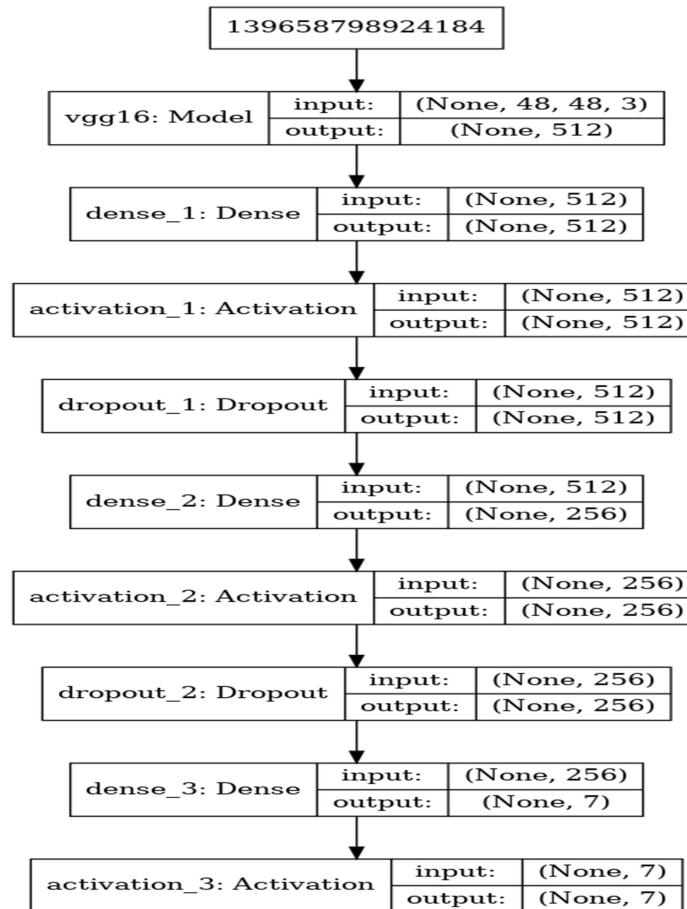 139658798924184
vgg16: Model
input:
(None, 48, 48, 3)
output:
(None, 512)
dense_1: Dense
input:
(None, 512)
output:
(None, 512)
activation_1: Activation
input:
(None, 512)
output:
(None, 512)
dropout_1: Dropout
input:
(None, 512)
output:
(None, 512)
dense_2: Dense
input:
(None, 512)
output:
(None, 256)
activation_2: Activation
input:
(None, 256)
output:
(None, 256)
dropout_2: Dropout
input:
(None, 256)
output:
(None, 256)
dense_3: Dense
input:
(None, 256)
output:
(None, 7)
activation_3: Activation
input:
(None, 7)
output:
(None, 7)